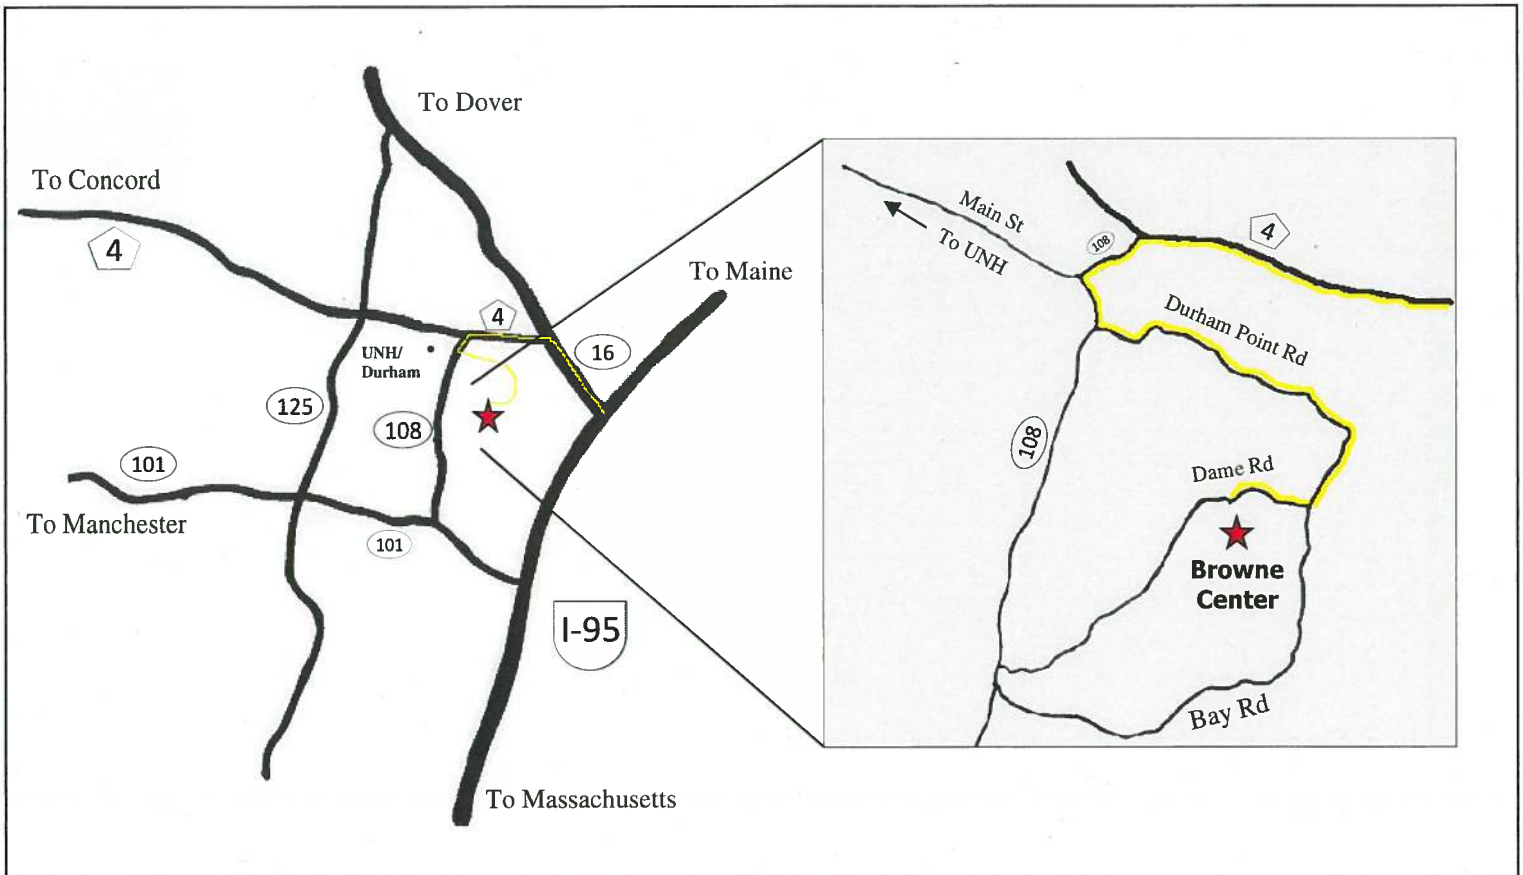 To Dover
To Concord
4
To Maine
4
16
UNH/
Durham
125
108
101
To Manchester
101
I-95
To Massachusetts
Main St
To UNH
108
4
Durham Point Rd
108
Dame Rd
Browne
Center
Bay Rd